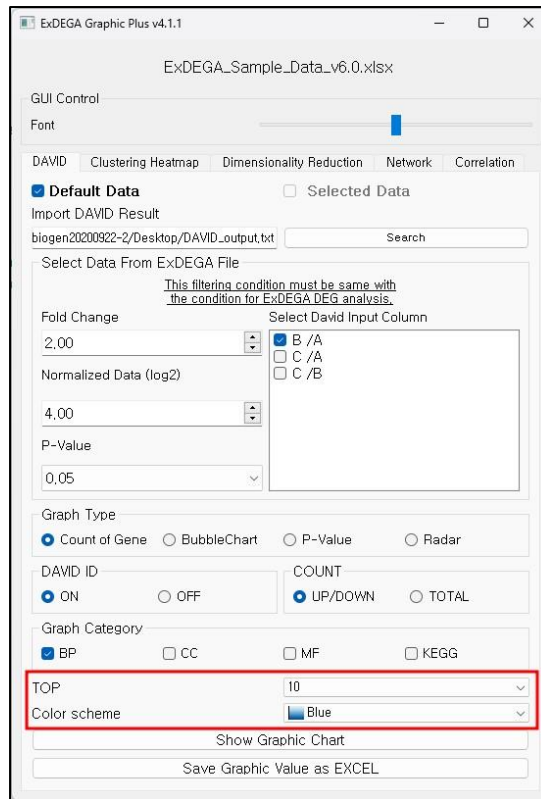 ExDEGA Graphic Plus v4.1.1
ExDEGA_Sample_Data_v6.0.xlsx
GUI Control
Font
DAVID Clustering Heatmap Dimensionality Reduction Network Correlation
Default Data Selected Data
Import DAVID Result
biogen20200922-2/Desktop/DAVID_output.txt Search
Select Data From ExDEGA File
This filtering condition must be same with
the condition for ExDEGA DEG analysis.
Fold Change Select David Input Column
2.00 B /A
C /A
Normalized Data (log2) C /B
4.00
P-Value
0.05
Graph Type
Count of Gene BubbleChart P-Value Radar
DAVID ID COUNT
ON OFF UP/DOWN TOTAL
Graph Category
BP CC MF KEGG
TOP 10
Color scheme Blue
Show Graphic Chart
Save Graphic Value as EXCEL